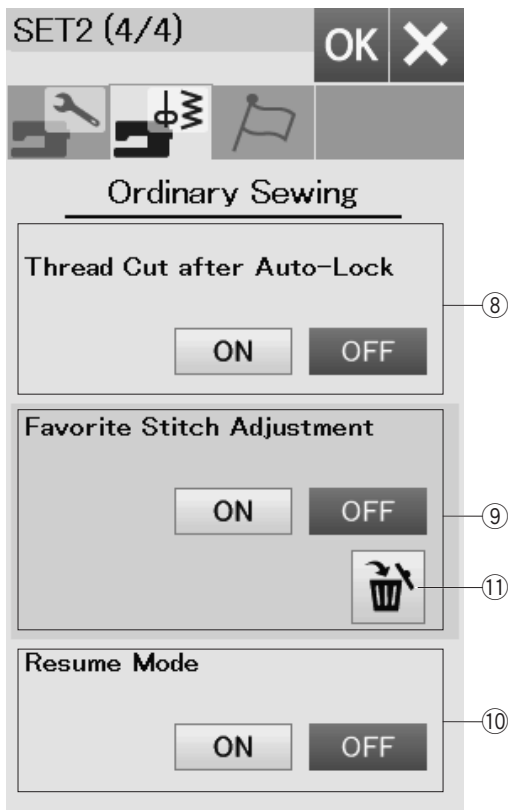 SET2 (4/4) OK
Ordinary Sewing
Thread Cut after Auto-Lock
⑧
ON OFF
Favorite Stitch Adjustment
ON OFF
⑨
⑪
Resume Mode
⑩
ON OFF